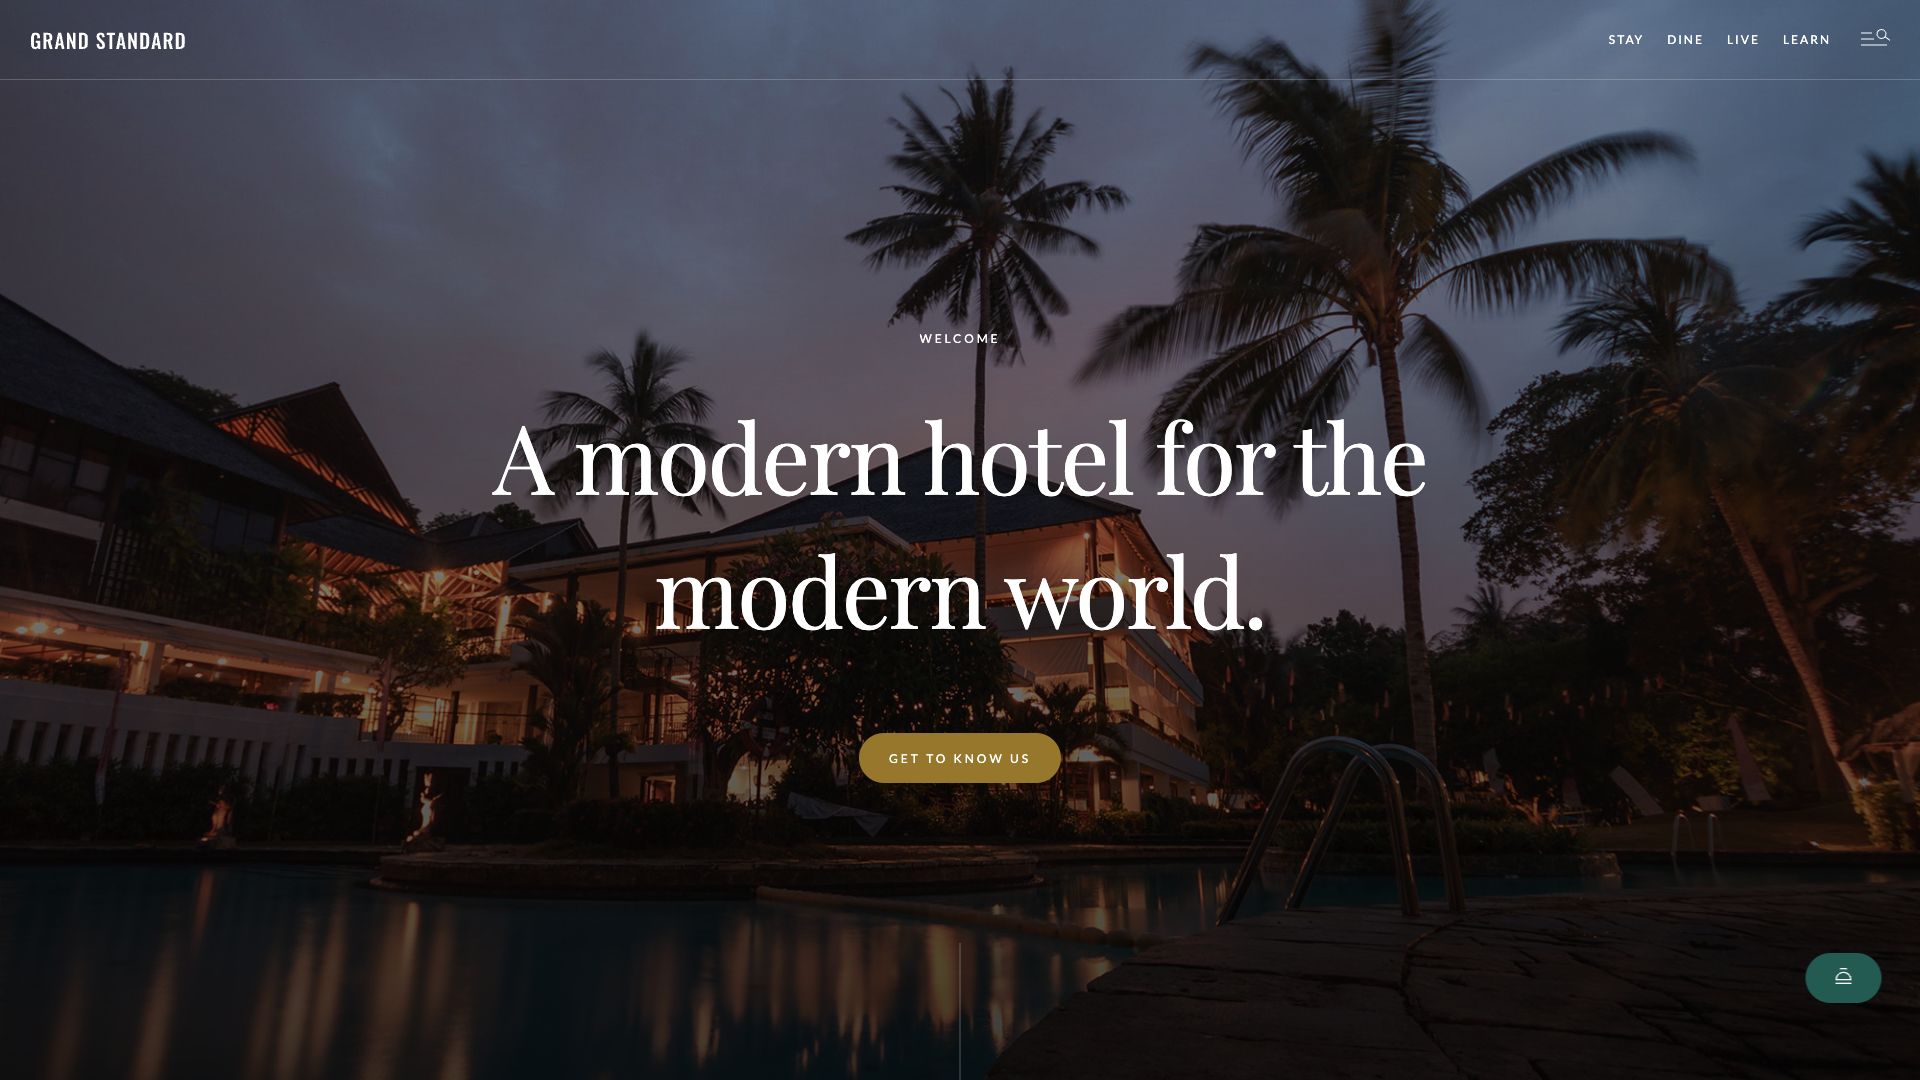 GRAND STANDARD
STAY DINE LIVE LEARN
WELCOME
A modern hotel for the
modern world.
GET TO KNOW US